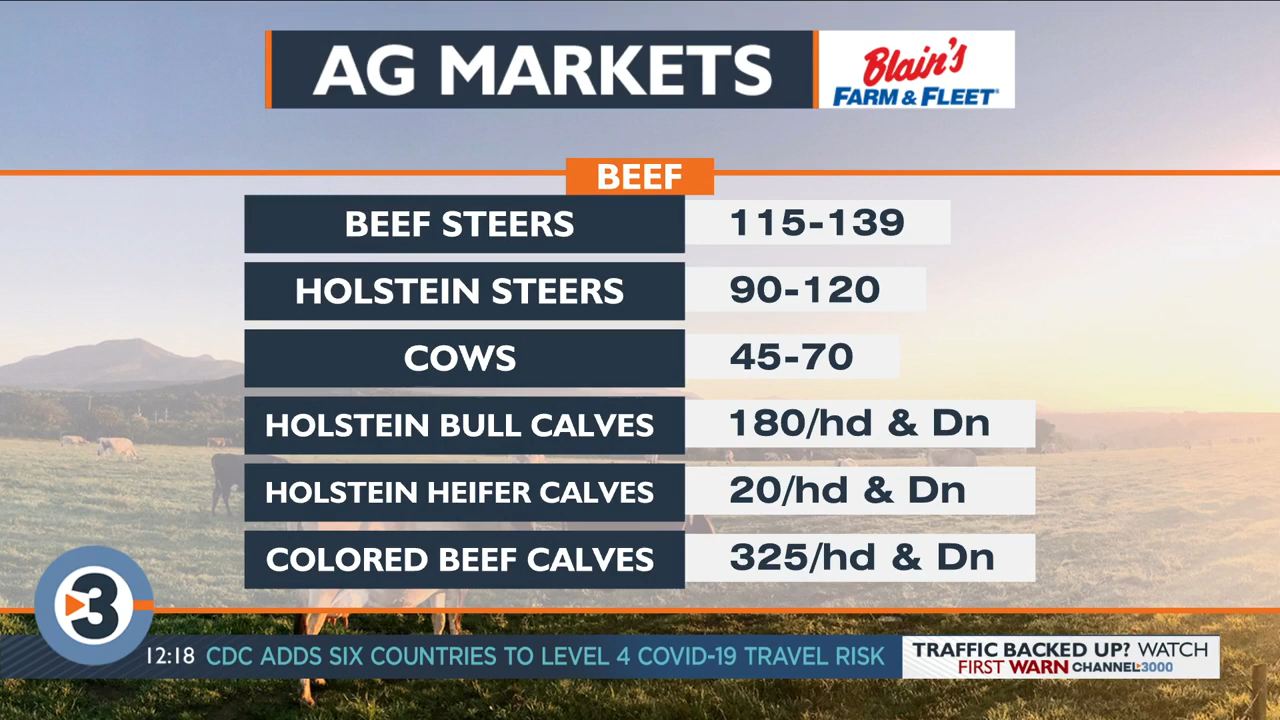 AG MARKETS
Blain's
FARM & FLEET
BEEF
BEEF STEERS 115-139
HOLSTEIN STEERS 90-120
COWS 45-70
HOLSTEIN BULL CALVES 180/hd & Dn
HOLSTEIN HEIFER CALVES 20/hd & Dn
COLORED BEEF CALVES 325/hd & Dn
3
12:18 CDC ADDS SIX COUNTRIES TO LEVEL 4 COVID-19 TRAVEL RISK
TRAFFIC BACKED UP? WATCH
FIRST WARN CHANNEL3000